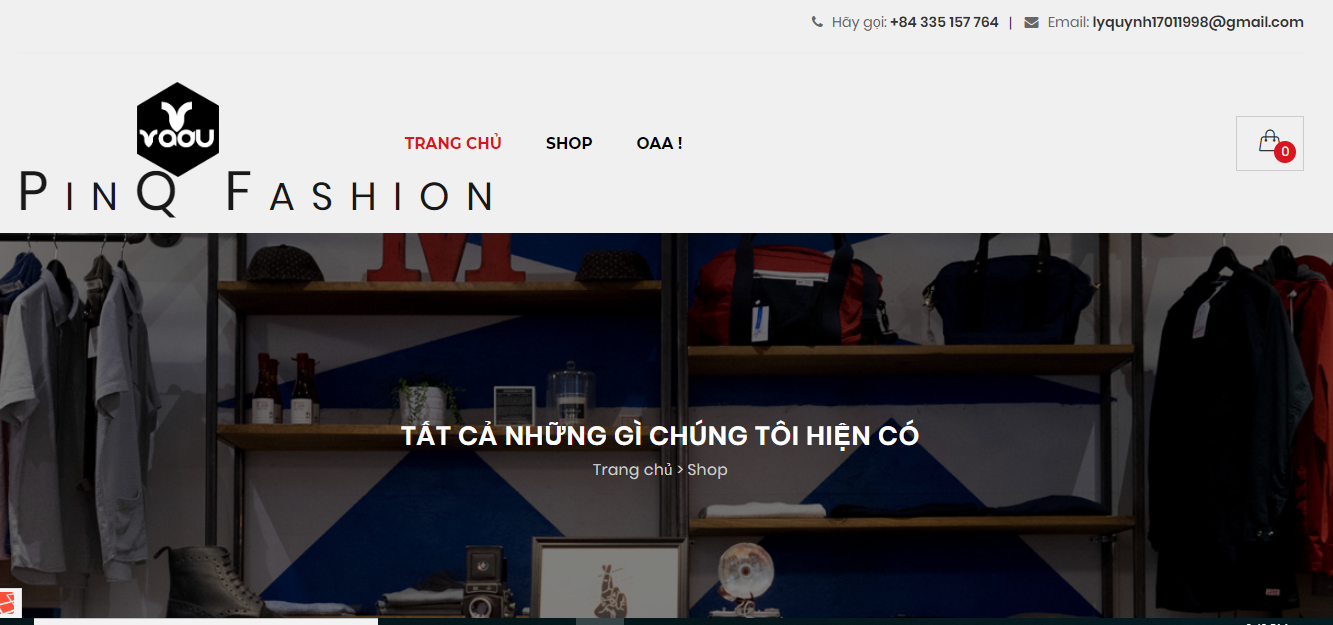 Hãy gọi: +84 335 157 764 | Email: lyquynh17011998@gmail.com
YaOU
TRANG CHỦ SHOP OAA !
0
PinQ Fashion
M
TẤT CẢ NHỮNG GÌ CHÚNG TÔI HIỆN CÓ
Trang chủ > Shop